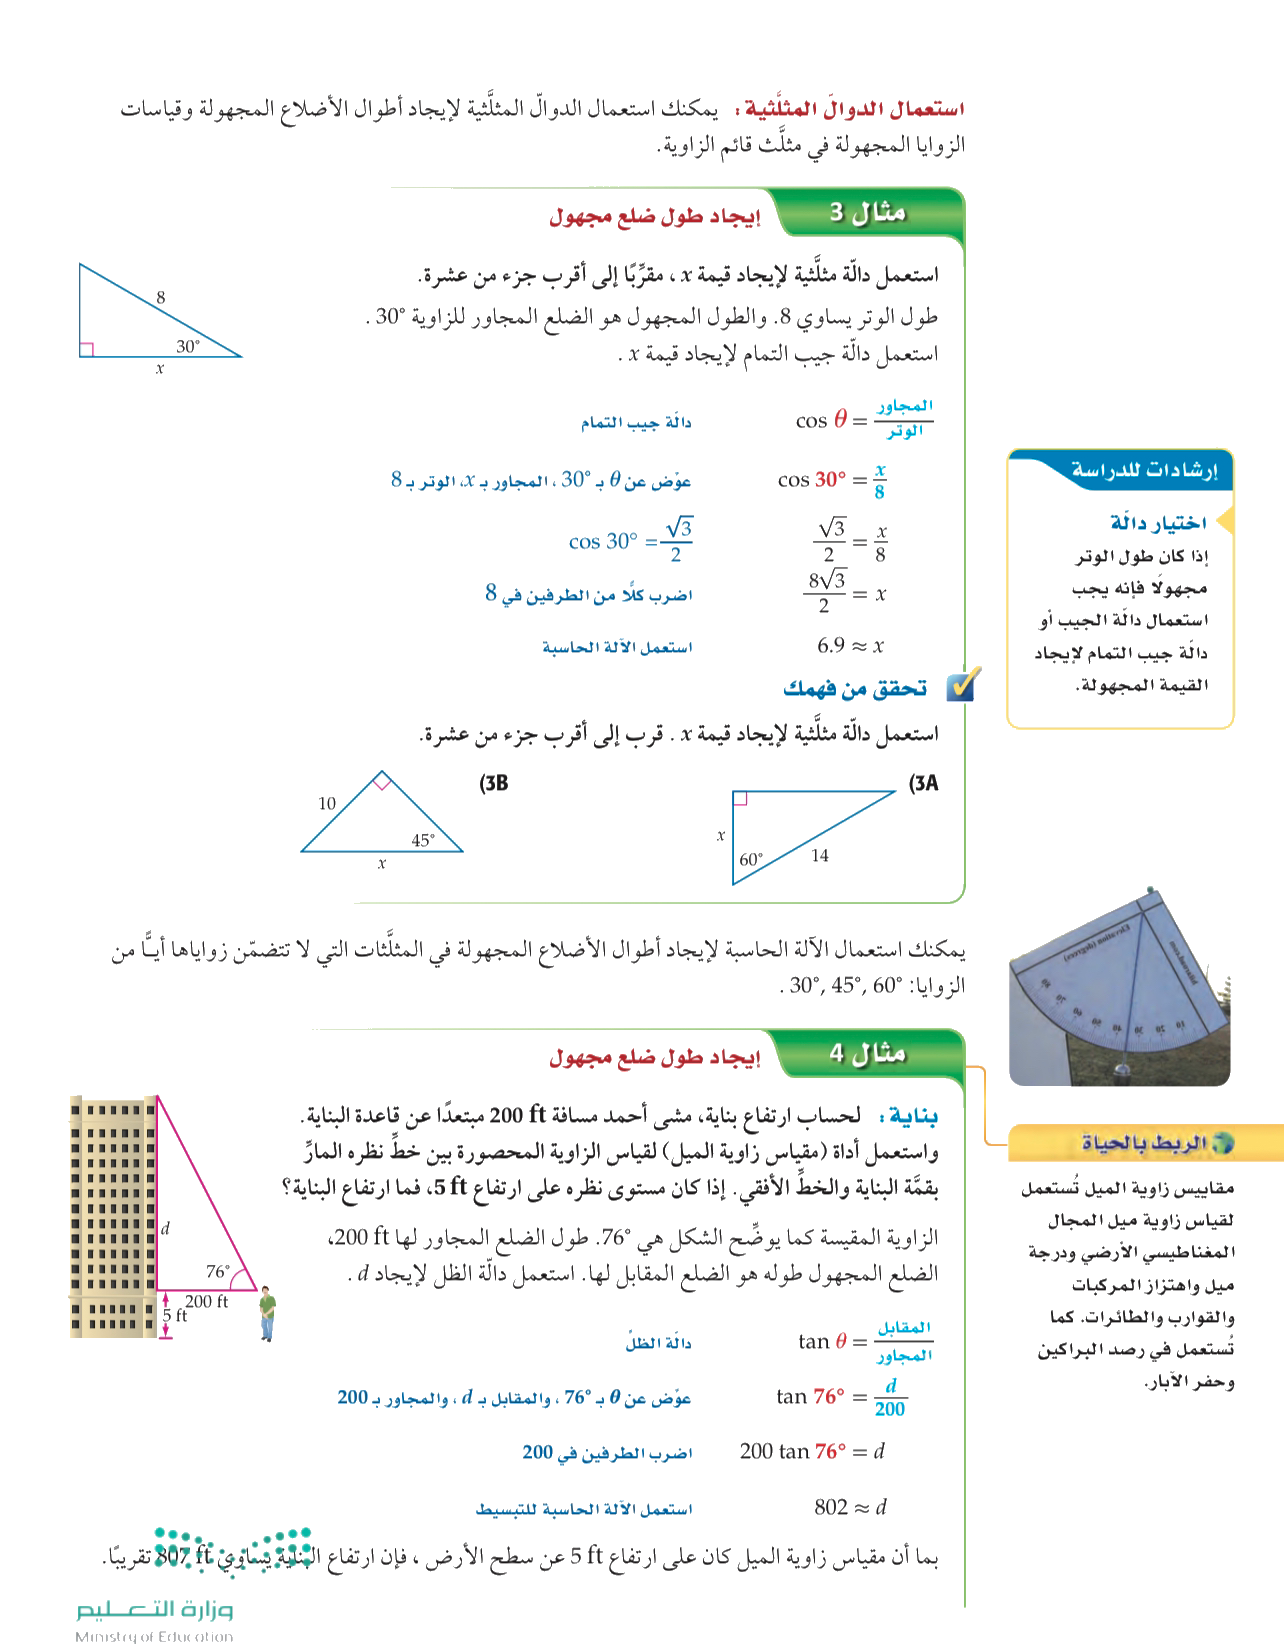 استعمال الدوالّ المثلَّثية : يمكنك استعمال الدوالّ المثلَّثية لإيجاد أطوال الأضلاع المجهولة وقياسات
الزوايا المجهولة في مثلَّث قائم الزاوية.
مثال 3 إيجاد طول ضلع مجهول
استعمل دالّة مثلَّثية لإيجاد قيمة x ، مقرِّبًا إلى أقرب جزء من عشرة.
طول الوتر يساوي 8. والطول المجهول هو الضلع المجاور للزاوية 30° .
استعمل دالّة جيب التمام لإيجاد قيمة x .
8
30°
x
cos θ = المجاور / الوتر دالّة جيب التمام
cos 30° = x/8 عوّض عن θ بـ 30° ، المجاور بـ x، الوتر بـ 8
√3/2 = x/8 cos 30° = √3/2
8√3/2 = x اضرب كلًّا من الطرفين في 8
6.9 ≈ x استعمل الآلة الحاسبة
تحقق من فهمك
استعمل دالّة مثلَّثية لإيجاد قيمة x . قرب إلى أقرب جزء من عشرة.
(3A
x
60°
14
(3B
10
45°
x
إرشادات للدراسة
اختيار دالّة
إذا كان طول الوتر
مجهولًا فإنه يجب
استعمال دالّة الجيب أو
دالّة جيب التمام لإيجاد
القيمة المجهولة.
يمكنك استعمال الآلة الحاسبة لإيجاد أطوال الأضلاع المجهولة في المثلَّثات التي لا تتضمّن زواياها أيًّا من
الزوايا: 30°, 45°, 60° .
مثال 4 إيجاد طول ضلع مجهول
بناية : لحساب ارتفاع بناية، مشى أحمد مسافة 200 ft مبتعدًا عن قاعدة البناية.
واستعمل أداة (مقياس زاوية الميل) لقياس الزاوية المحصورة بين خطِّ نظره المارِّ
بقمَّة البناية والخطِّ الأفقي. إذا كان مستوى نظره على ارتفاع 5 ft، فما ارتفاع البناية؟
الزاوية المقيسة كما يوضِّح الشكل هي 76°. طول الضلع المجاور لها 200 ft،
الضلع المجهول طوله هو الضلع المقابل لها. استعمل دالّة الظل لإيجاد d .
d
76°
200 ft
5 ft
tan θ = المقابل / المجاور دالّة الظلّ
tan 76° = d/200 عوّض عن θ بـ 76° ، والمقابل بـ d ، والمجاور بـ 200
200 tan 76° = d اضرب الطرفين في 200
802 ≈ d استعمل الآلة الحاسبة للتبسيط
بما أن مقياس زاوية الميل كان على ارتفاع 5 ft عن سطح الأرض ، فإن ارتفاع البناية يساوي 807 ft تقريبًا.
الربط بالحياة
مقاييس زاوية الميل تُستعمل
لقياس زاوية ميل المجال
المغناطيسي الأرضي ودرجة
ميل واهتزاز المركبات
والقوارب والطائرات. كما
تُستعمل في رصد البراكين
وحفر الآبار.
وزارة التعليم
Ministry of Education